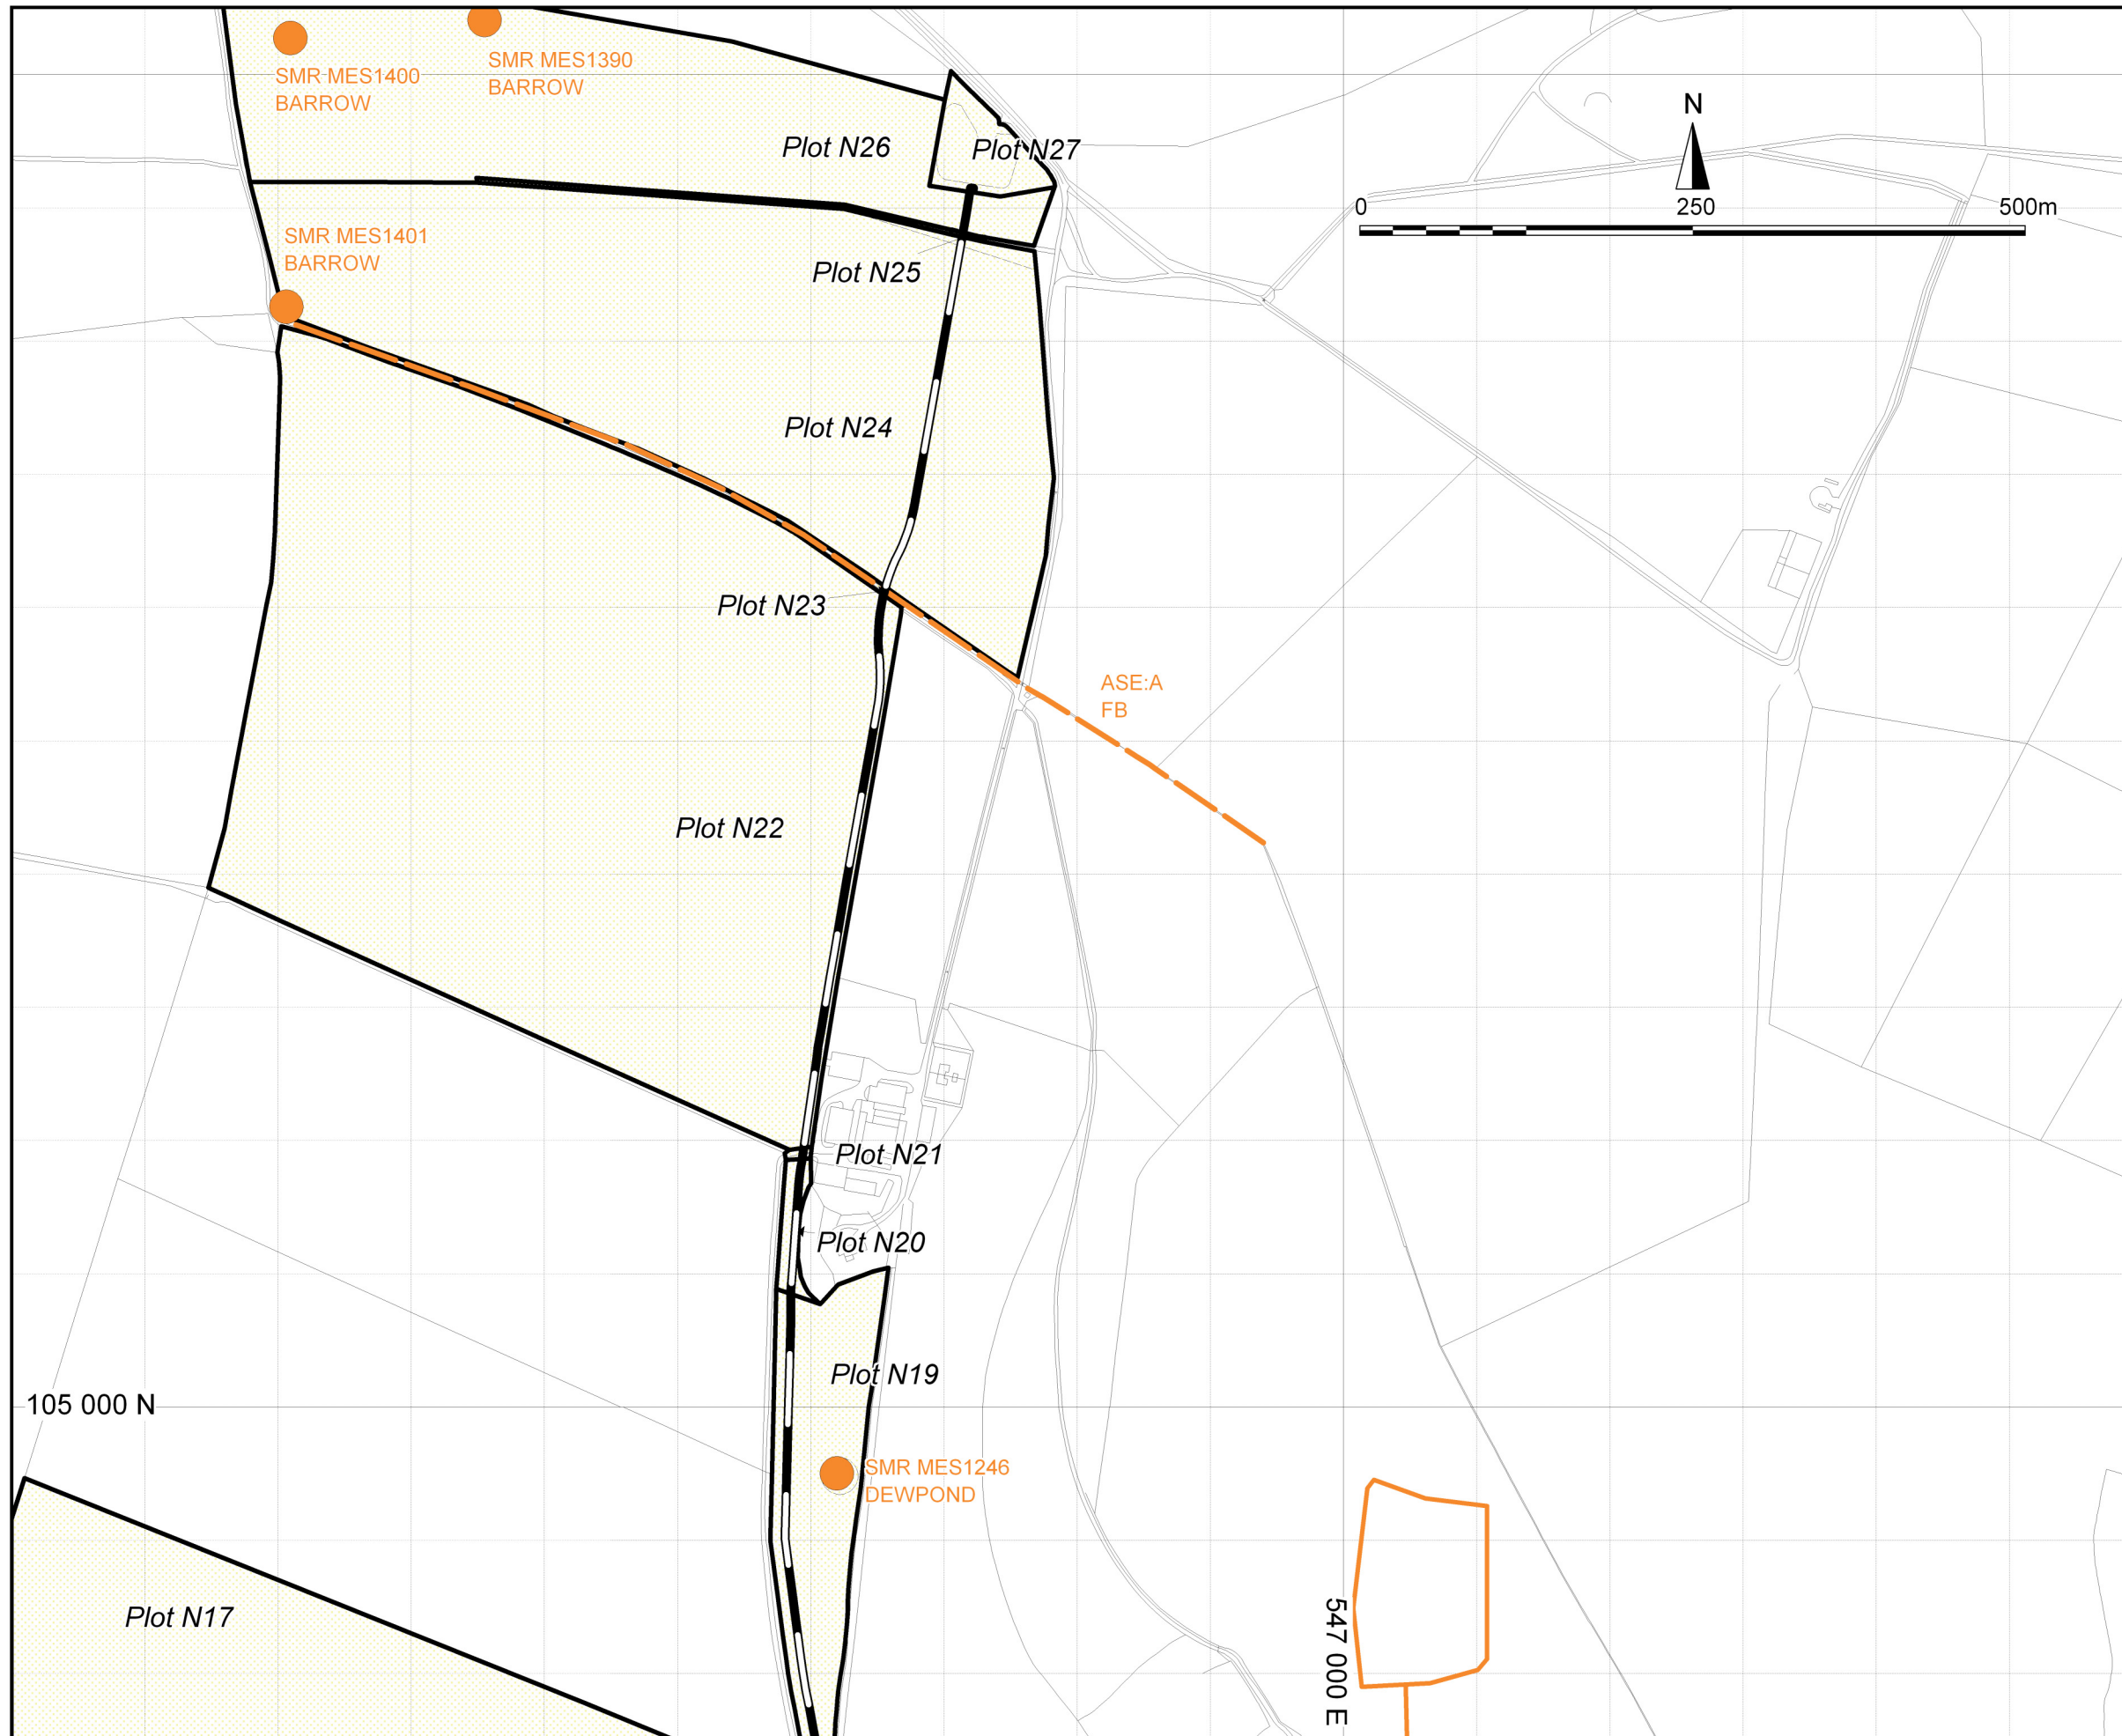 SMR MES1400
BARROW
SMR MES1390
BARROW
Plot N26
Plot N27
N
0 250 500m
SMR MES1401
BARROW
Plot N25
Plot N24
Plot N23
ASE:A
FB
Plot N22
Plot N21
Plot N20
Plot N19
105 000 N
SMR MES1246
DEWPOND
Plot N17
547 000 E